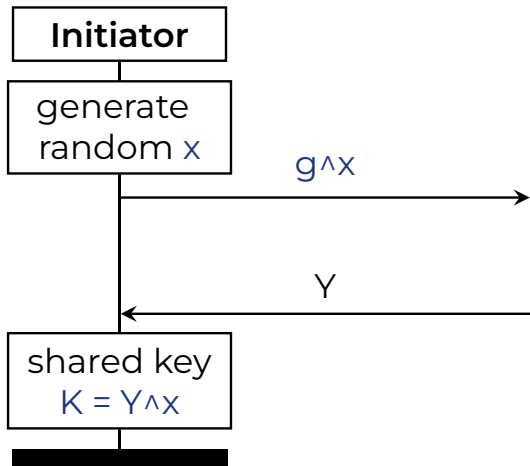 Initiator
generate
random x
g^x
Y
shared key
K = Y^x